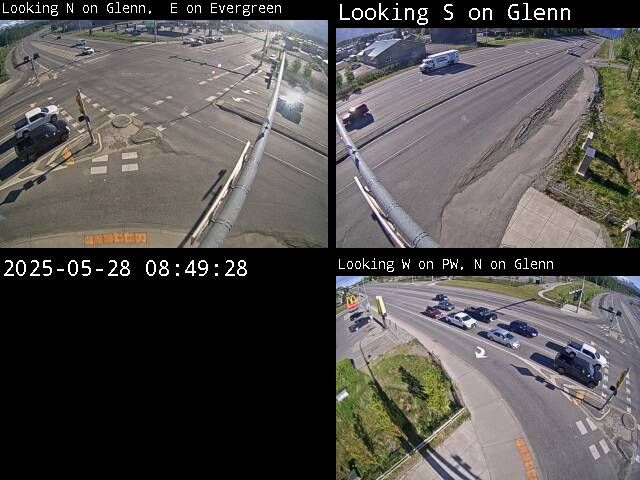 Looking N on Glenn, E on Evergreen
Looking S on Glenn
2025-05-28 08:49:28
Looking W on PW, N on Glenn